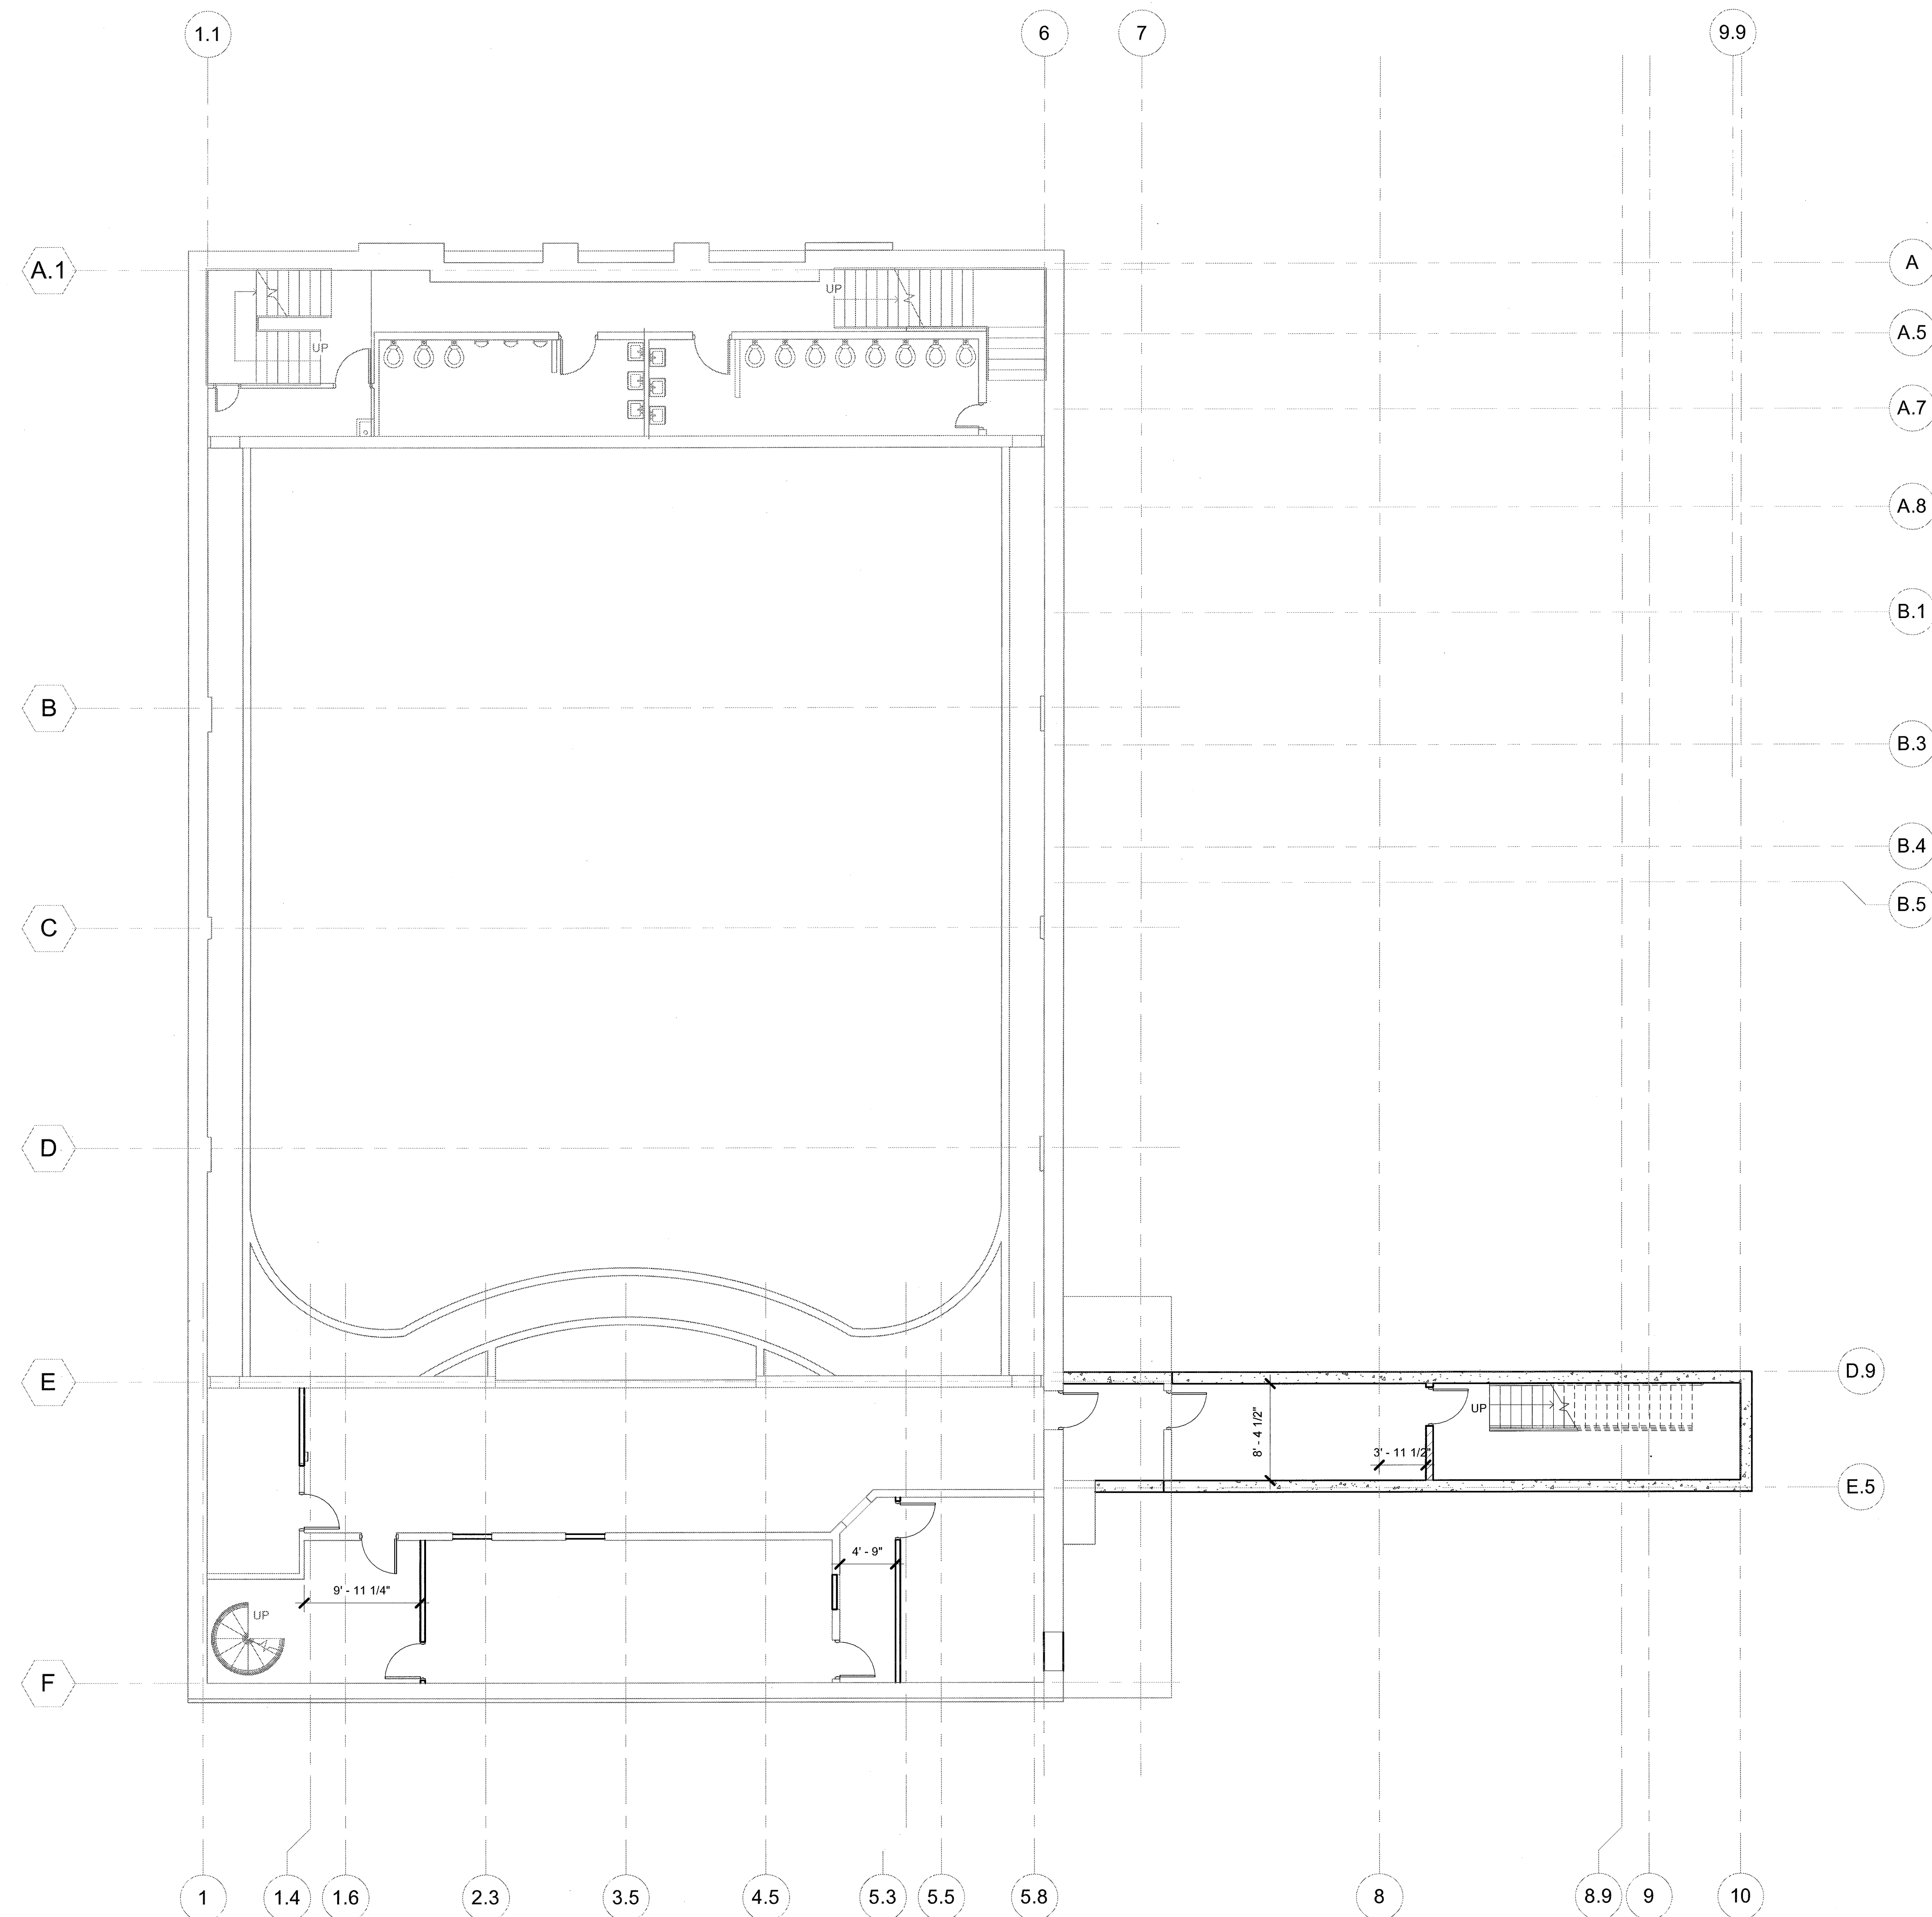 1.1
6
7
9.9
A.1
A
UP
UP
A.5
A.7
A.8
B.1
B
B.3
B.4
B.5
C
D
E
D.9
UP
8' - 4 1/2"
3' - 11 1/2"
E.5
4' - 9"
9' - 11 1/4"
UP
F
1
1.4
1.6
2.3
3.5
4.5
5.3
5.5
5.8
8
8.9
9
10